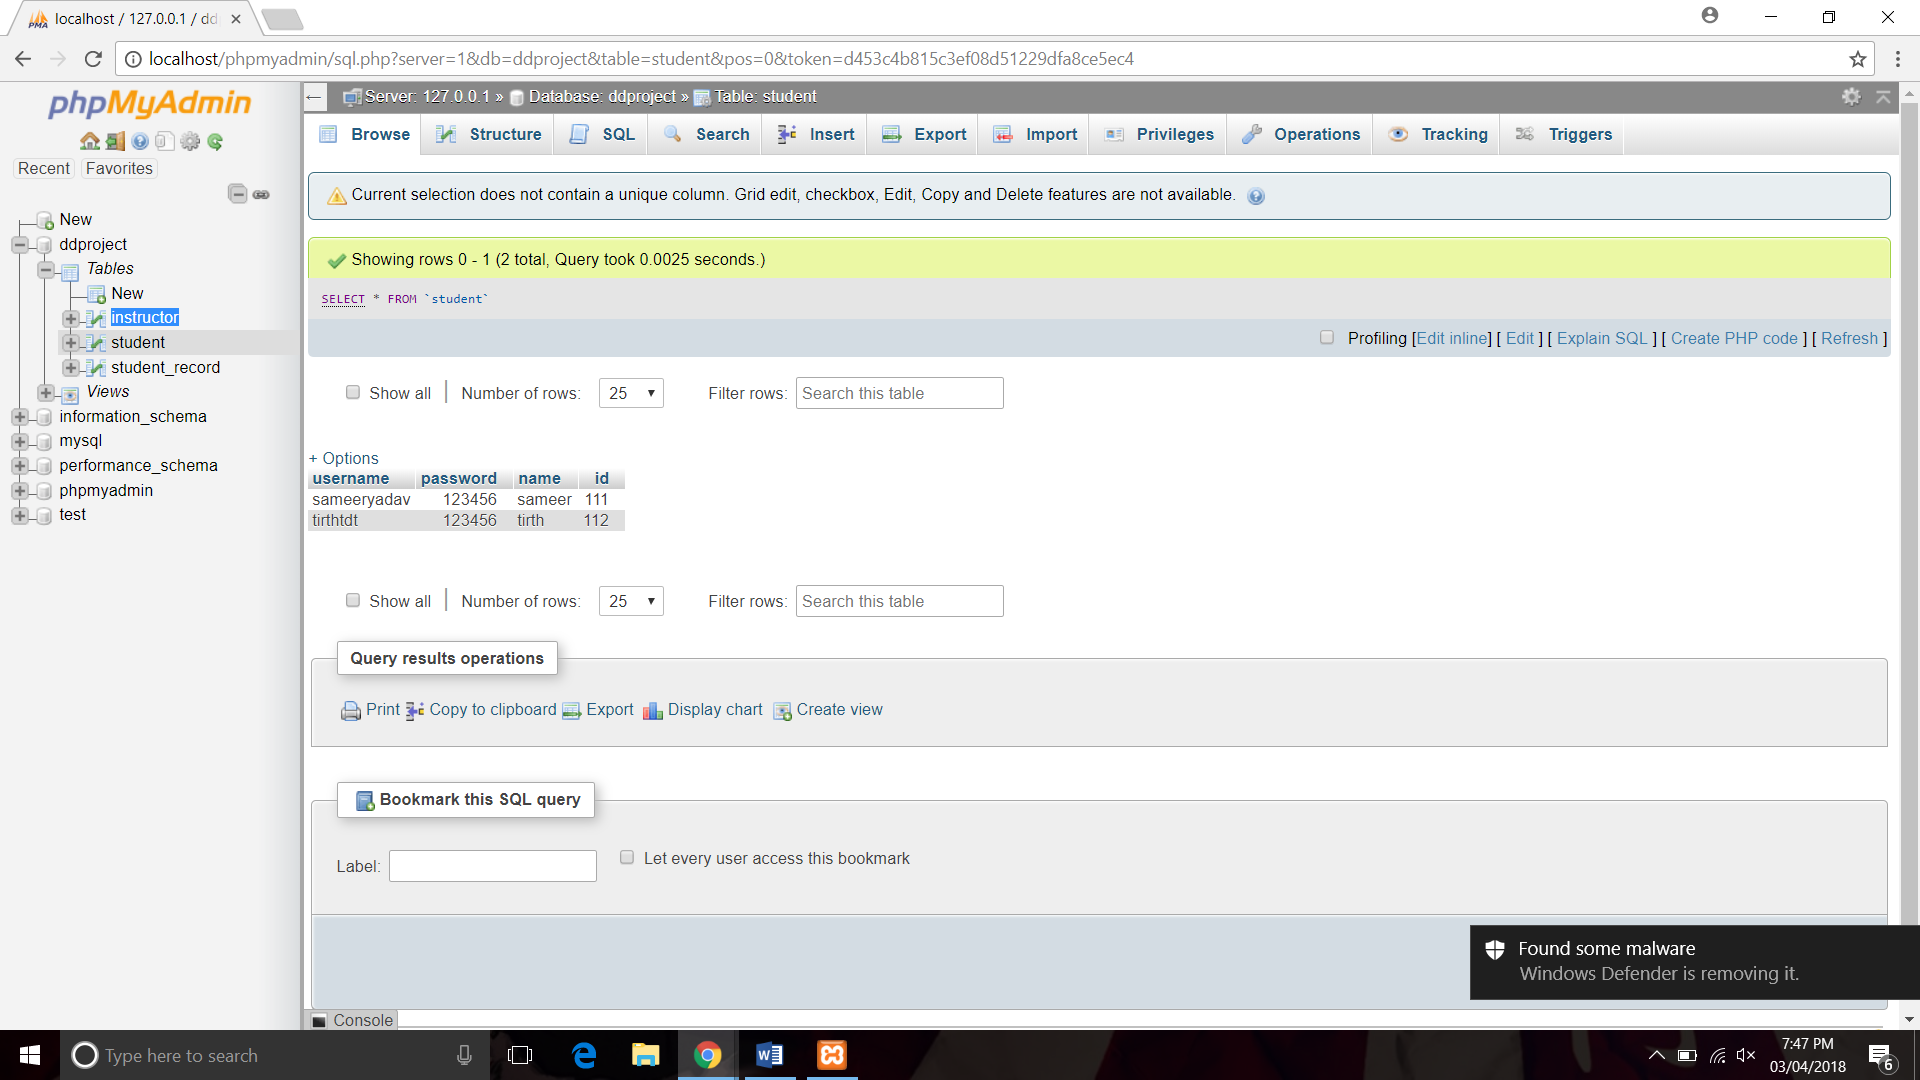 localhost / 127.0.0.1 / dd
localhost/phpmyadmin/sql.php?server=1&db=ddproject&table=student&pos=0&token=d453c4b815c3ef08d51229dfa8ce5ec4
phpMyAdmin
Recent Favorites
New
ddproject
Tables
New
instructor
student
student_record
Views
information_schema
mysql
performance_schema
phpmyadmin
test
Server: 127.0.0.1 » Database: ddproject » Table: student
Browse Structure SQL Search Insert Export Import Privileges Operations Tracking Triggers
Current selection does not contain a unique column. Grid edit, checkbox, Edit, Copy and Delete features are not available.
Showing rows 0 - 1 (2 total, Query took 0.0025 seconds.)
SELECT * FROM `student`
Profiling [Edit inline] [ Edit ] [ Explain SQL ] [ Create PHP code ] [ Refresh ]
Show all Number of rows: 25 Filter rows: Search this table
+ Options
username password name id
sameeryadav 123456 sameer 111
tirthtdt 123456 tirth 112
Show all Number of rows: 25 Filter rows: Search this table
Query results operations
Print Copy to clipboard Export Display chart Create view
Bookmark this SQL query
Label: Let every user access this bookmark
Found some malware
Windows Defender is removing it.
Console
Type here to search
7:47 PM
03/04/2018
6